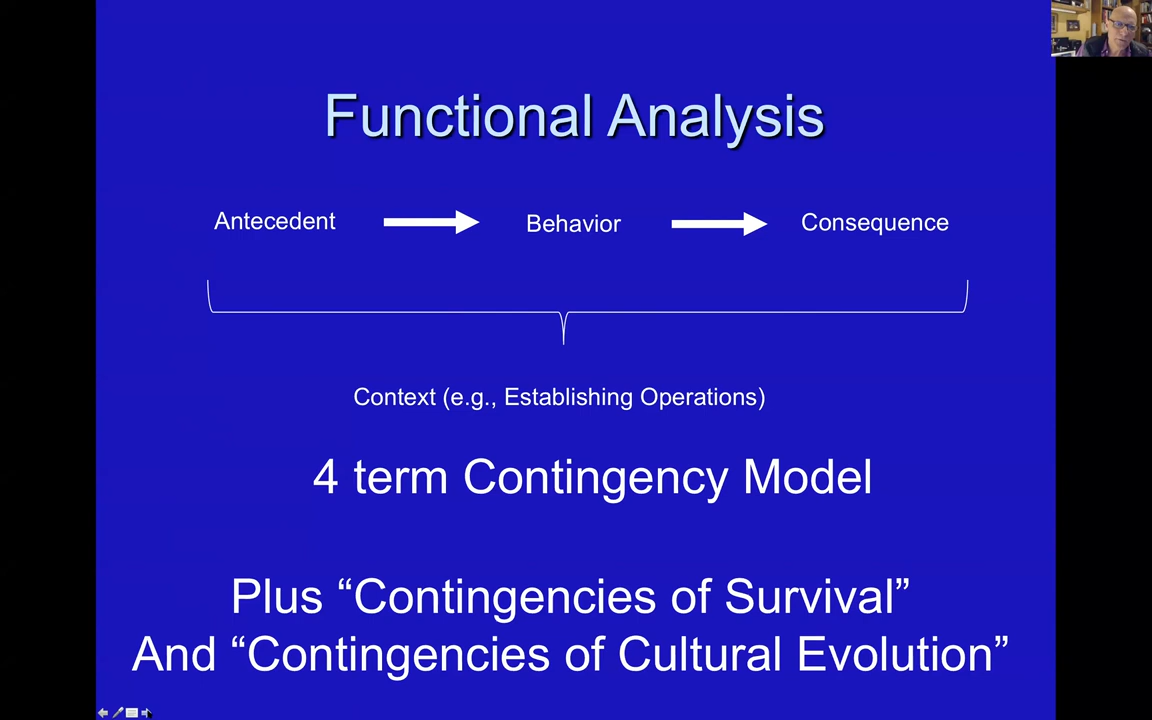 Functional Analysis
Antecedent Behavior Consequence
Context (e.g., Establishing Operations)
4 term Contingency Model
Plus “Contingencies of Survival”
And “Contingencies of Cultural Evolution”